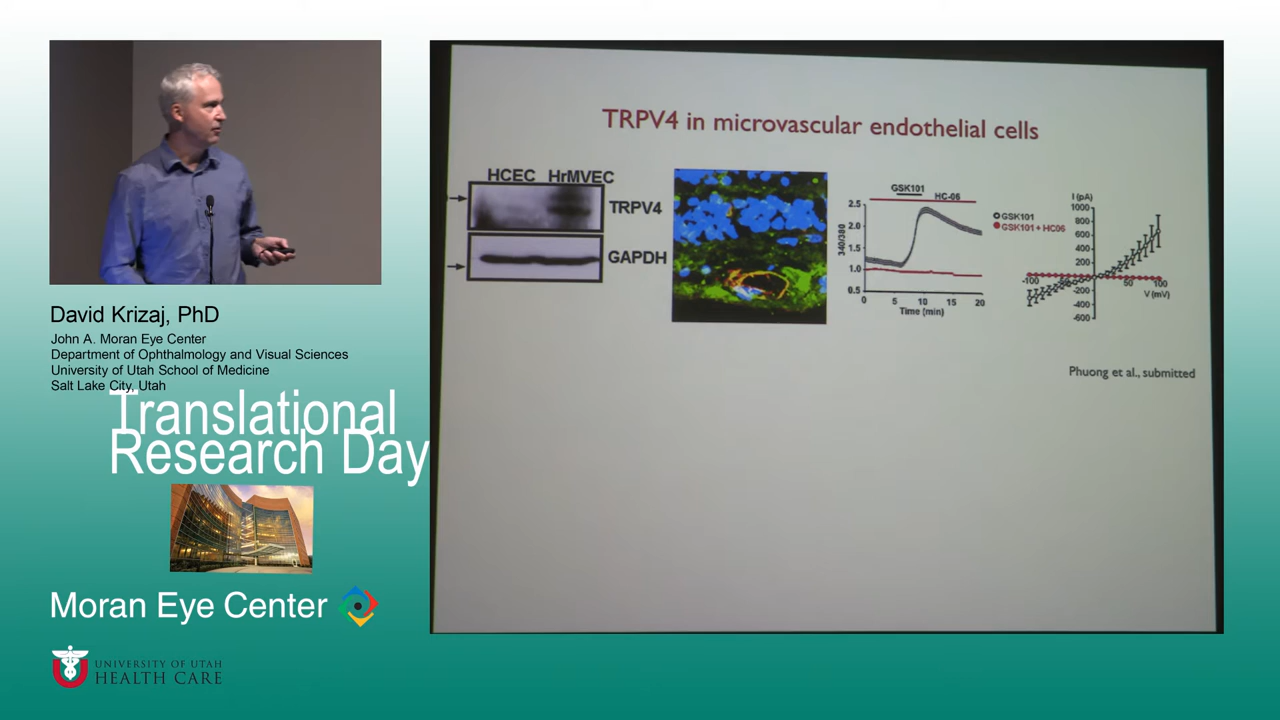 David Krizaj, PhD
John A. Moran Eye Center
Department of Ophthalmology and Visual Sciences
University of Utah School of Medicine
Salt Lake City, Utah
Translational
Research Day
Moran Eye Center
UNIVERSITY OF UTAH
HEALTH CARE
TRPV4 in microvascular endothelial cells
HCEC HrMVEC
TRPV4
GAPDH
GSK101
HC-06
2.5
2.0
1.5
1.0
0.5
340/380
0 5 10 15 20
Time (min)
GSK101
GSK101 + HC06
I (pA)
1000
800
600
400
200
-100 50 100
V (mV)
-200
-400
-600
Phuong et al., submitted